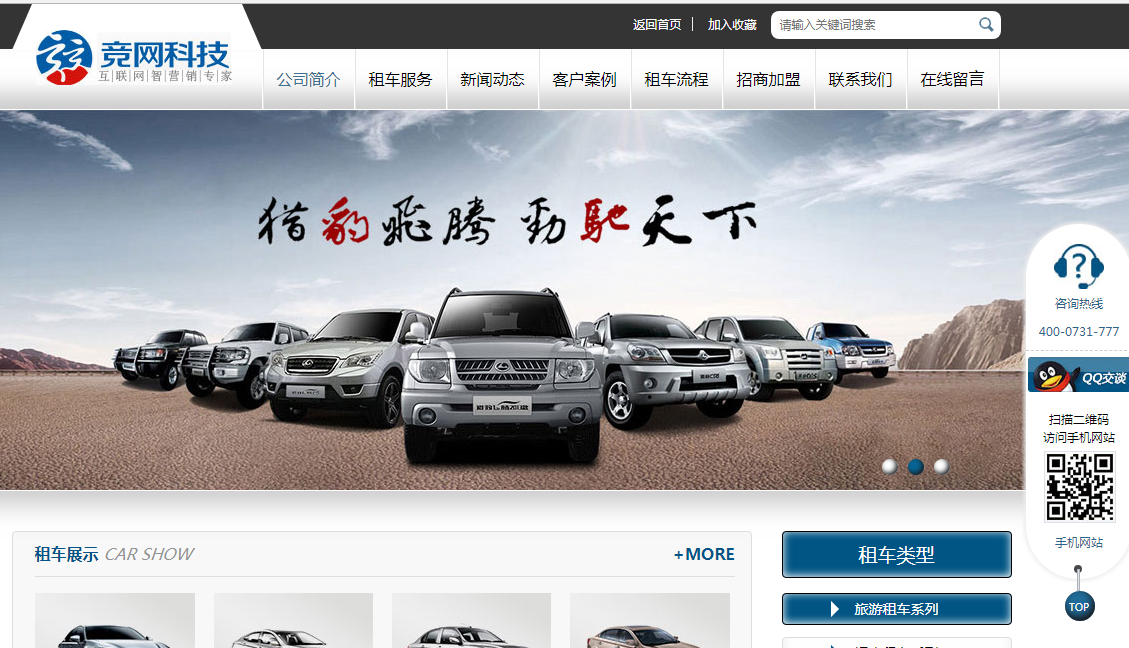 返回首页 | 加入收藏 请输入关键词搜索
竞网科技
互|联|网|智|营|销|专|家
公司简介 租车服务 新闻动态 客户案例 租车流程 招商加盟 联系我们 在线留言
猎豹飛腾 勁馳天下
咨询热线
400-0731-777
QQ交谈
扫描二维码
访问手机网站
手机网站
TOP
租车展示 CAR SHOW +MORE
租车类型
旅游租车系列